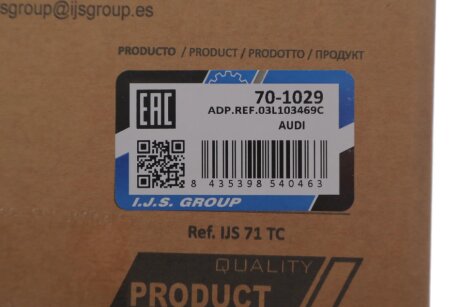 sgroup@ijsgroup.es
PRODUCTO / PRODUCT / PRODOTTO / ПРОДУКТ
EAC
70-1029
ADP.REF.03L103469C
AUDI
8 435398 540463
I.J.S. GROUP
Ref. IJS 71 TC
QUALITY
PRODUCT